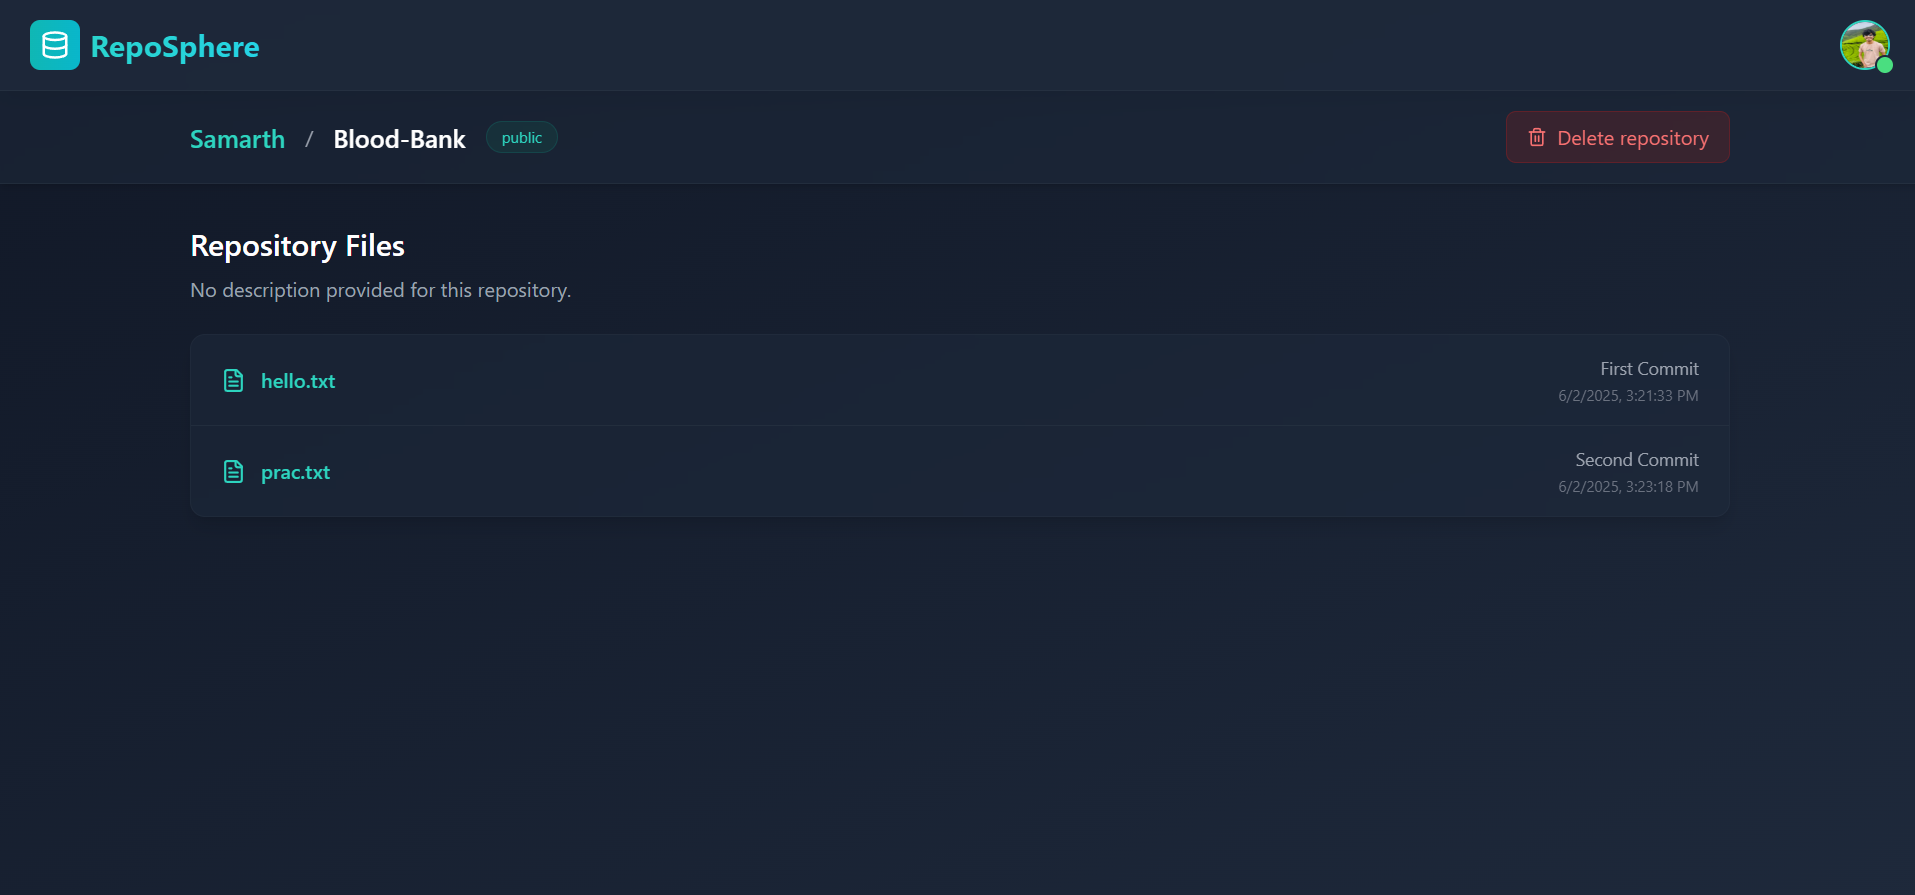 RepoSphere
Samarth / Blood-Bank public
Delete repository
Repository Files
No description provided for this repository.
hello.txt
First Commit
6/2/2025, 3:21:33 PM
prac.txt
Second Commit
6/2/2025, 3:23:18 PM